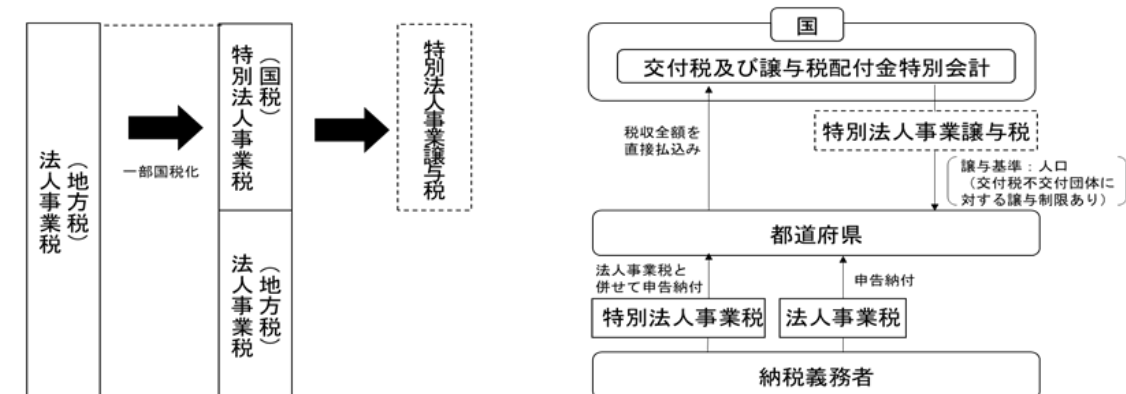 法人事業税
（地方税）
一部国税化
特別法人事業税
（国税）
法人事業税
（地方税）
特別法人事業譲与税
国
交付税及び譲与税配付金特別会計
税収全額を
直接払込み
特別法人事業譲与税
譲与基準：人口
（交付税不交付団体に
対する譲与制限あり）
都道府県
法人事業税と
併せて申告納付
申告納付
特別法人事業税
法人事業税
納税義務者